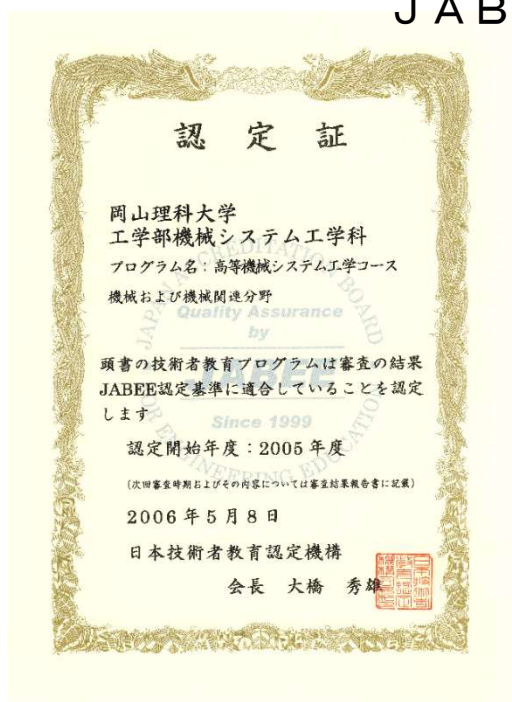 JAB
認定証
岡山理科大学
工学部機械システム工学科
プログラム名:高等機械システム工学コース
機械および機械関連分野
Quality Assurance
by
JABEE
Since 1999
JAPAN ACCREDITATION BOARD
FOR ENGINEERING EDUCATION
頭書の技術者教育プログラムは審査の結果
JABEE認定基準に適合していることを認定
します
認定開始年度:2005年度
(次回審査時期およびその内容については審査結果報告書に記載)
2006年5月8日
日本技術者教育認定機構
会長 大橋 秀雄